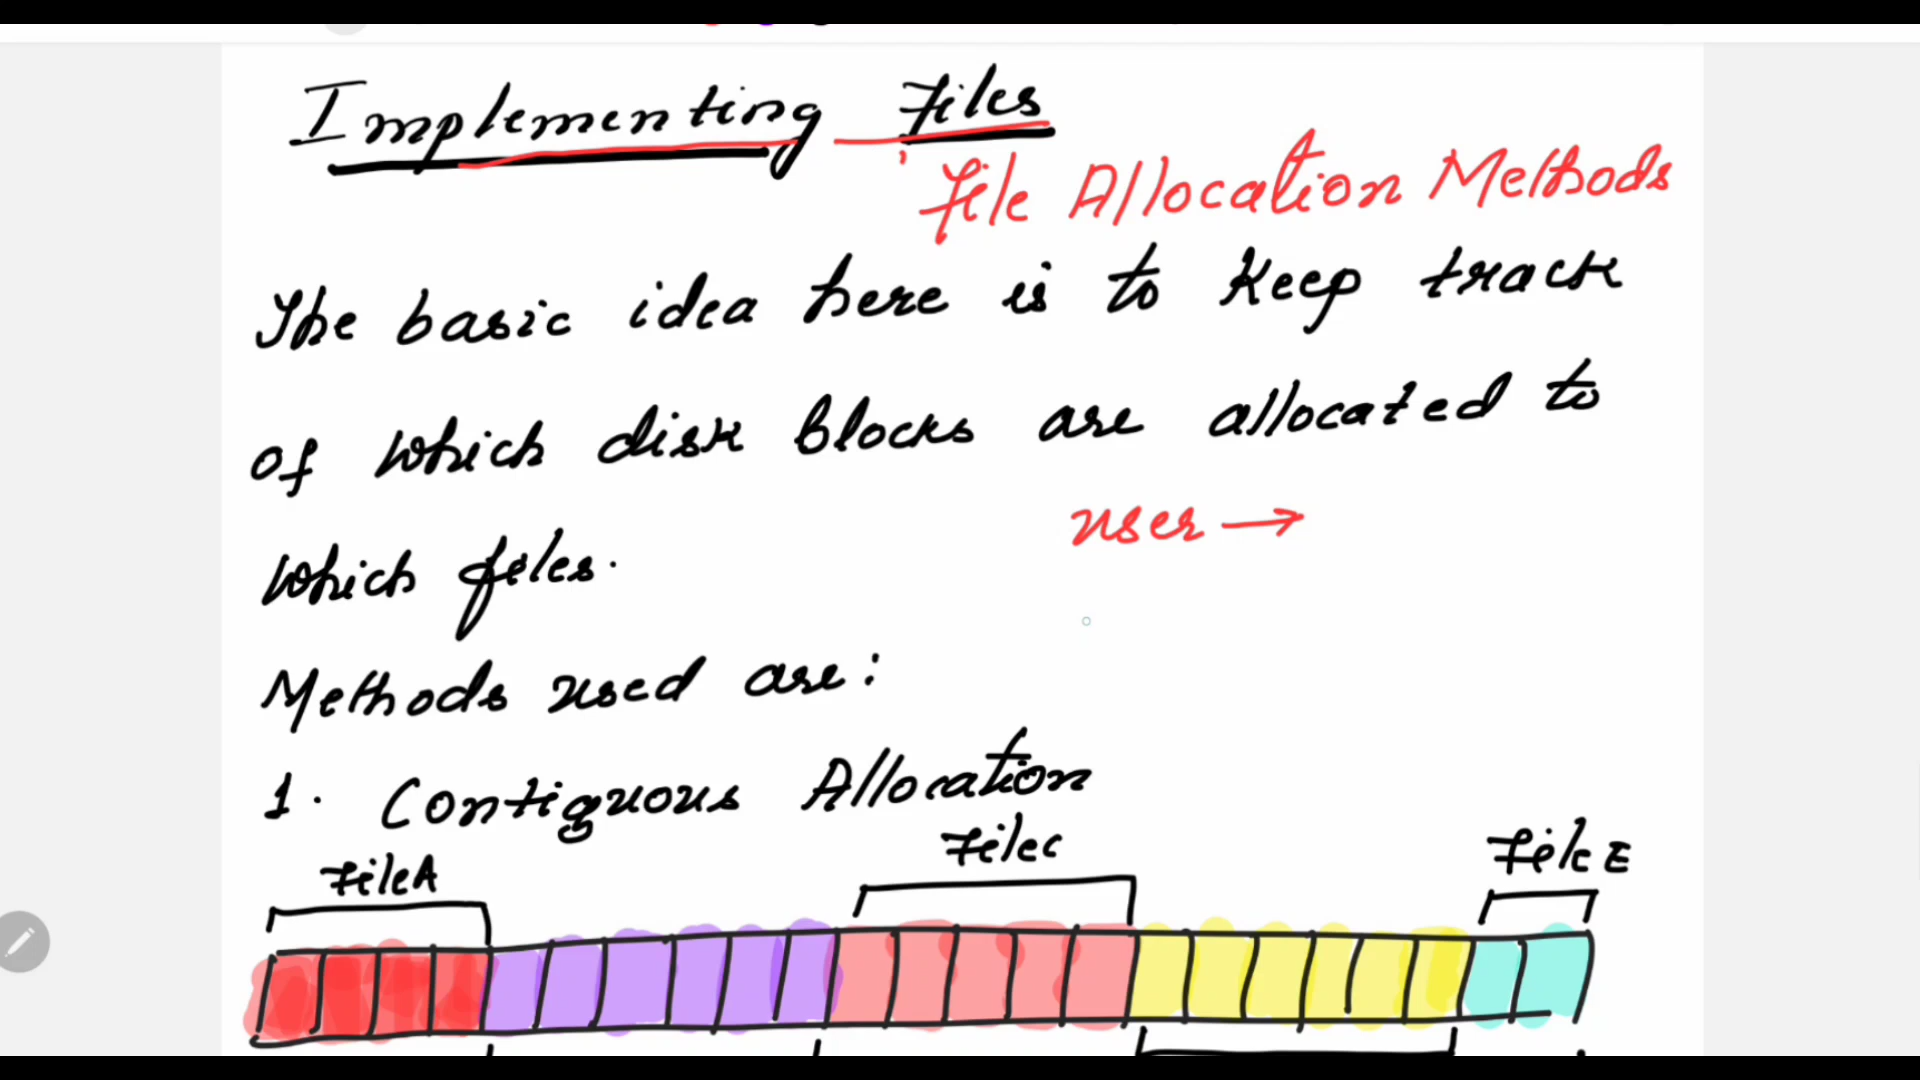 Implementing Files
File Allocation Methods
The basic idea here is to keep track
of which disk blocks are allocated to
user →
which files.
Methods used are:
1. Contiguous Allocation
FileA FileC File E